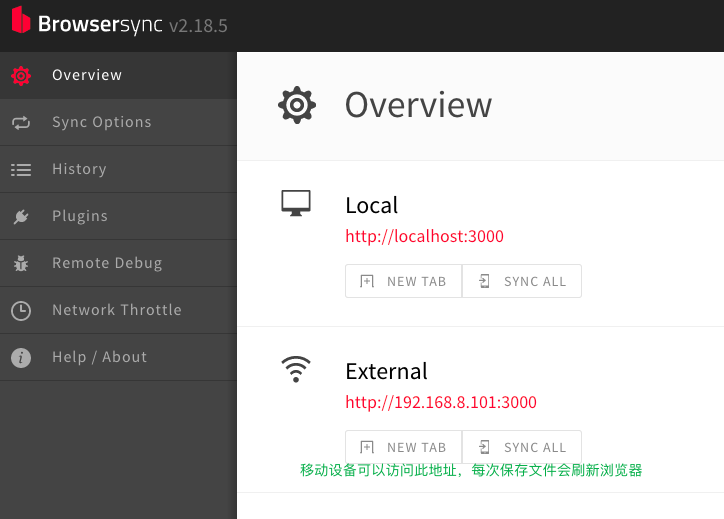 Browsersync v2.18.5
Overview
Sync Options
History
Plugins
Remote Debug
Network Throttle
Help / About
Overview
Local
http://localhost:3000
NEW TAB SYNC ALL
External
http://192.168.8.101:3000
NEW TAB SYNC ALL
移动设备可以访问此地址，每次保存文件会刷新浏览器